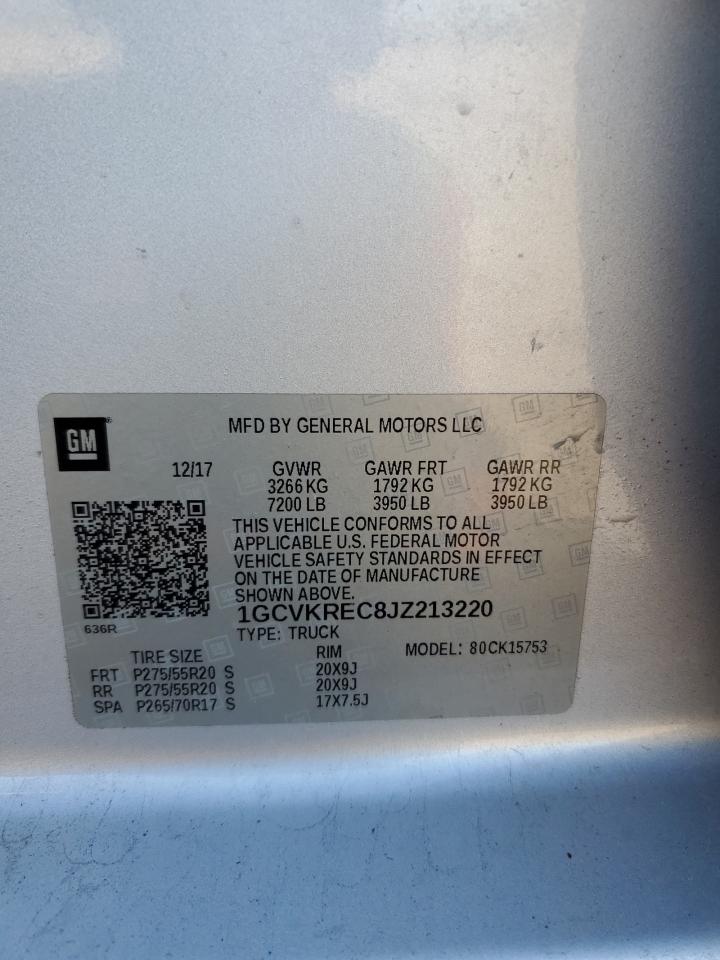 GM
MFD BY GENERAL MOTORS LLC
12/17 GVWR GAWR FRT GAWR RR
3266 KG 1792 KG 1792 KG
7200 LB 3950 LB 3950 LB
THIS VEHICLE CONFORMS TO ALL
APPLICABLE U.S. FEDERAL MOTOR
VEHICLE SAFETY STANDARDS IN EFFECT
ON THE DATE OF MANUFACTURE
SHOWN ABOVE.
1GCVKREC8JZ213220
636R
TYPE: TRUCK
TIRE SIZE RIM MODEL: 80CK15753
FRT P275/55R20 S 20X9J
RR P275/55R20 S 20X9J
SPA P265/70R17 S 17X7.5J